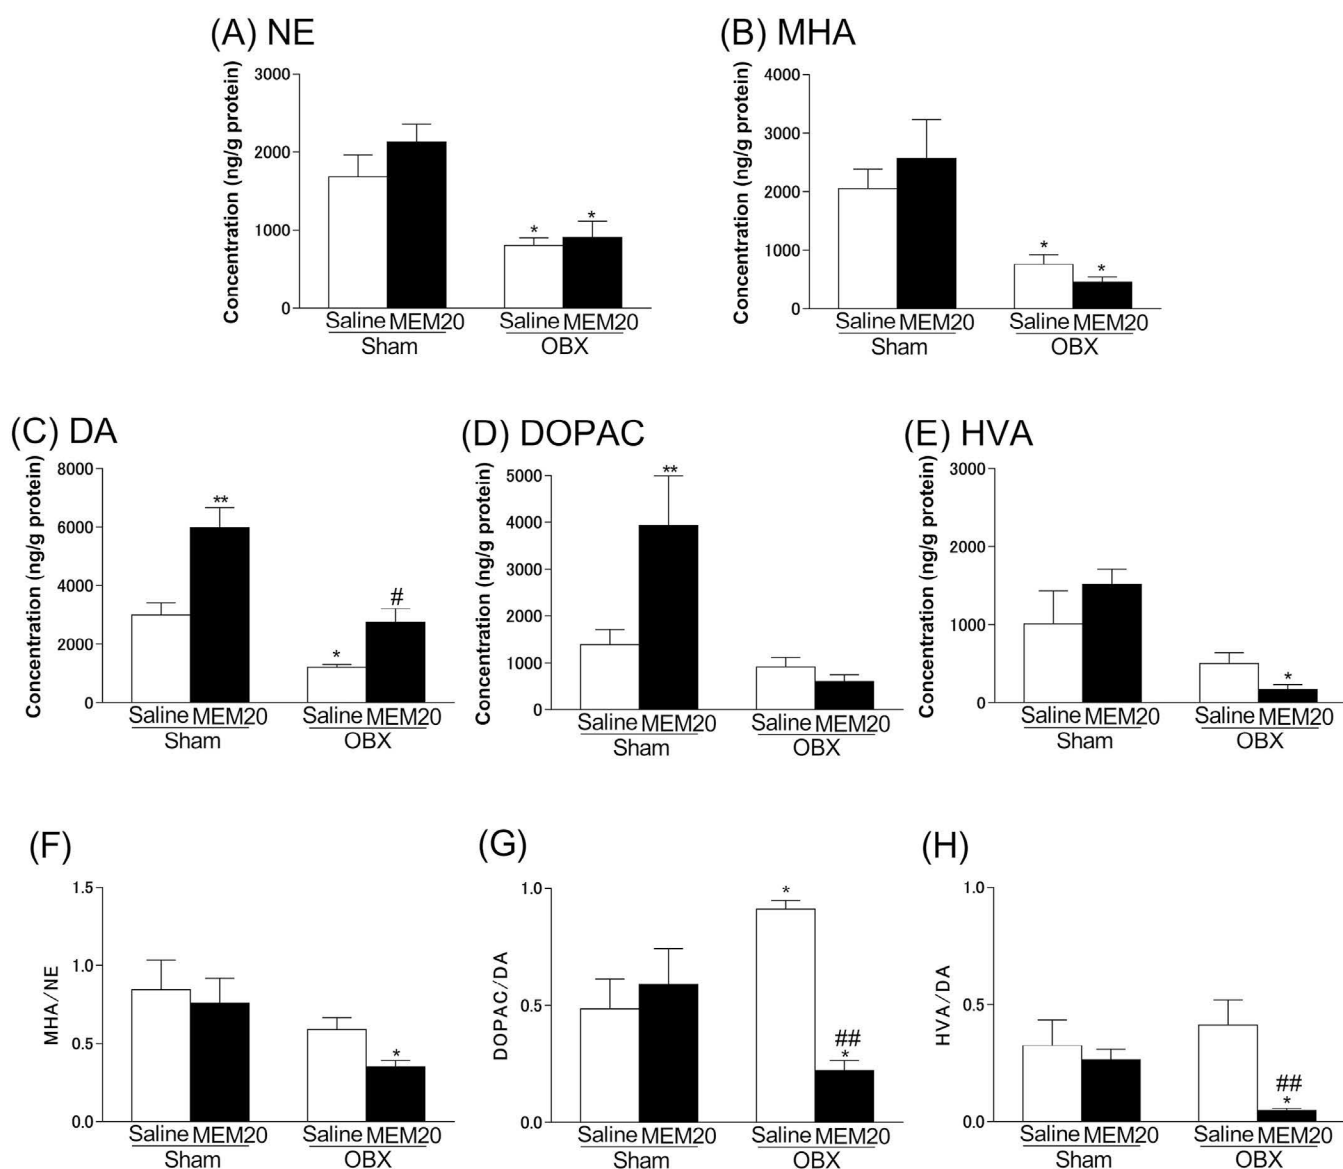 (A) NE
Concentration (ng/g protein)
3000
2000
1000
0
*
*
Saline MEM20
Saline MEM20
Sham
OBX
(B) MHA
Concentration (ng/g protein)
4000
3000
2000
1000
0
*
*
Saline MEM20
Saline MEM20
Sham
OBX
(C) DA
Concentration (ng/g protein)
8000
6000
4000
2000
0
**
*
#
Saline MEM20
Saline MEM20
Sham
OBX
(D) DOPAC
Concentration (ng/g protein)
5000
4000
3000
2000
1000
0
**
Saline MEM20
Saline MEM20
Sham
OBX
(E) HVA
Concentration (ng/g protein)
3000
2000
1000
0
*
Saline MEM20
Saline MEM20
Sham
OBX
(F)
MHA/NE
1.5
1.0
0.5
0.0
*
Saline MEM20
Saline MEM20
Sham
OBX
(G)
DOPAC/DA
1.0
0.5
0.0
*
##
*
Saline MEM20
Saline MEM20
Sham
OBX
(H)
HVA/DA
1.0
0.5
0.0
##
*
Saline MEM20
Saline MEM20
Sham
OBX